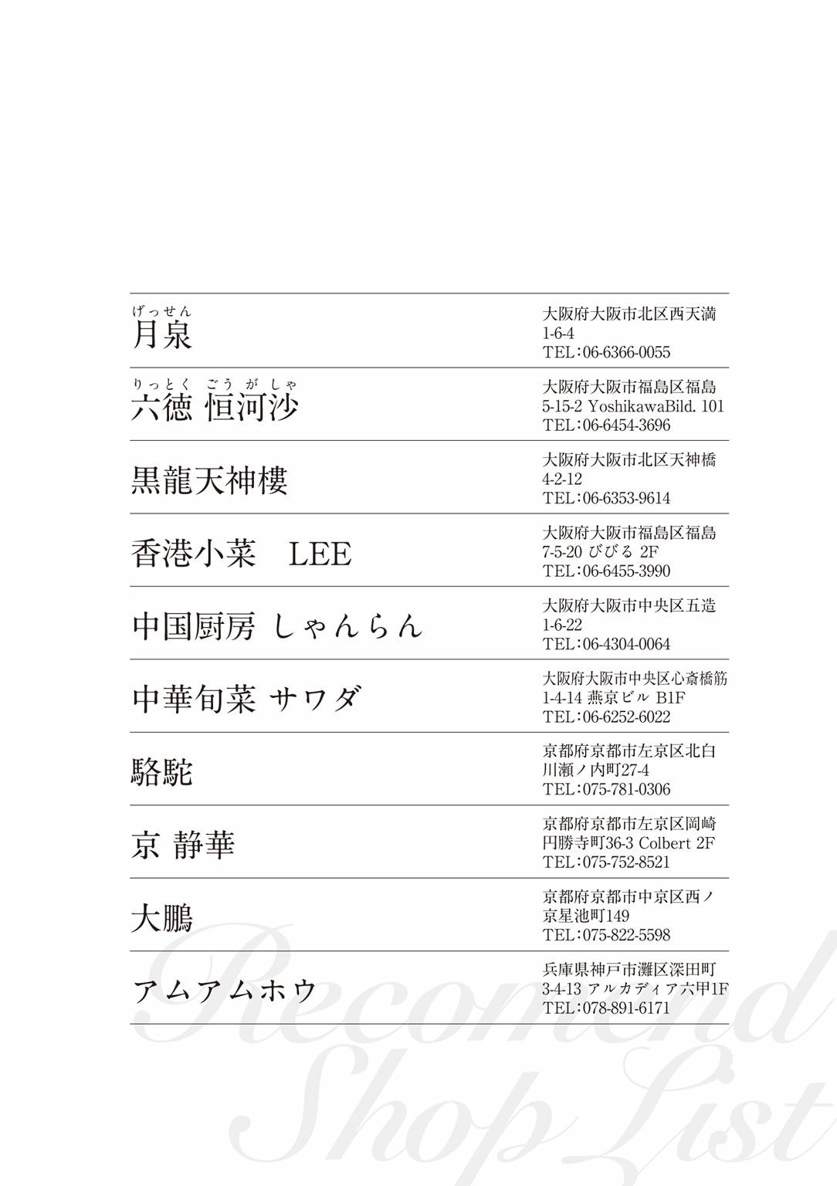 げっせん
月泉
大阪府大阪市北区西天満
1-6-4
TEL:06-6366-0055
りっとく ごうがしゃ
六徳 恒河沙
大阪府大阪市福島区福島
5-15-2 YoshikawaBild. 101
TEL:06-6454-3696
黒龍天神樓
大阪府大阪市北区天神橋
4-2-12
TEL:06-6353-9614
香港小菜　LEE
大阪府大阪市福島区福島
7-5-20 びびる 2F
TEL:06-6455-3990
中国厨房 しゃんらん
大阪府大阪市中央区五造
1-6-22
TEL:06-4304-0064
中華旬菜 サワダ
大阪府大阪市中央区心斎橋筋
1-4-14 燕京ビル B1F
TEL:06-6252-6022
駱駝
京都府京都市左京区北白
川瀬ノ内町27-4
TEL:075-781-0306
京 静華
京都府京都市左京区岡崎
円勝寺町36-3 Colbert 2F
TEL:075-752-8521
大鵬
京都府京都市中京区西ノ
京星池町149
TEL:075-822-5598
アムアムホウ
兵庫県神戸市灘区深田町
3-4-13 アルカディア六甲1F
TEL:078-891-6171
Recomend
Shop List